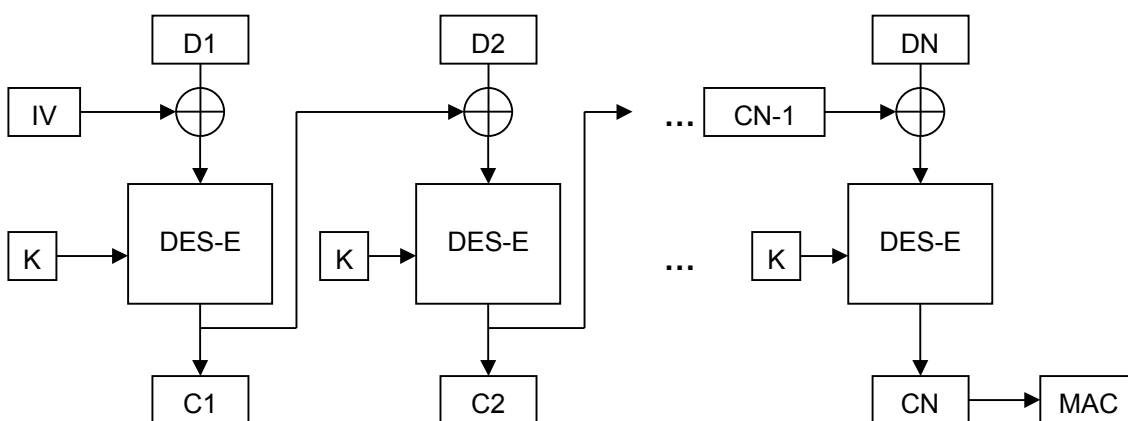 D1 D2 DN
IV ... CN-1
DES-E DES-E DES-E
K K ... K
C1 C2 CN MAC